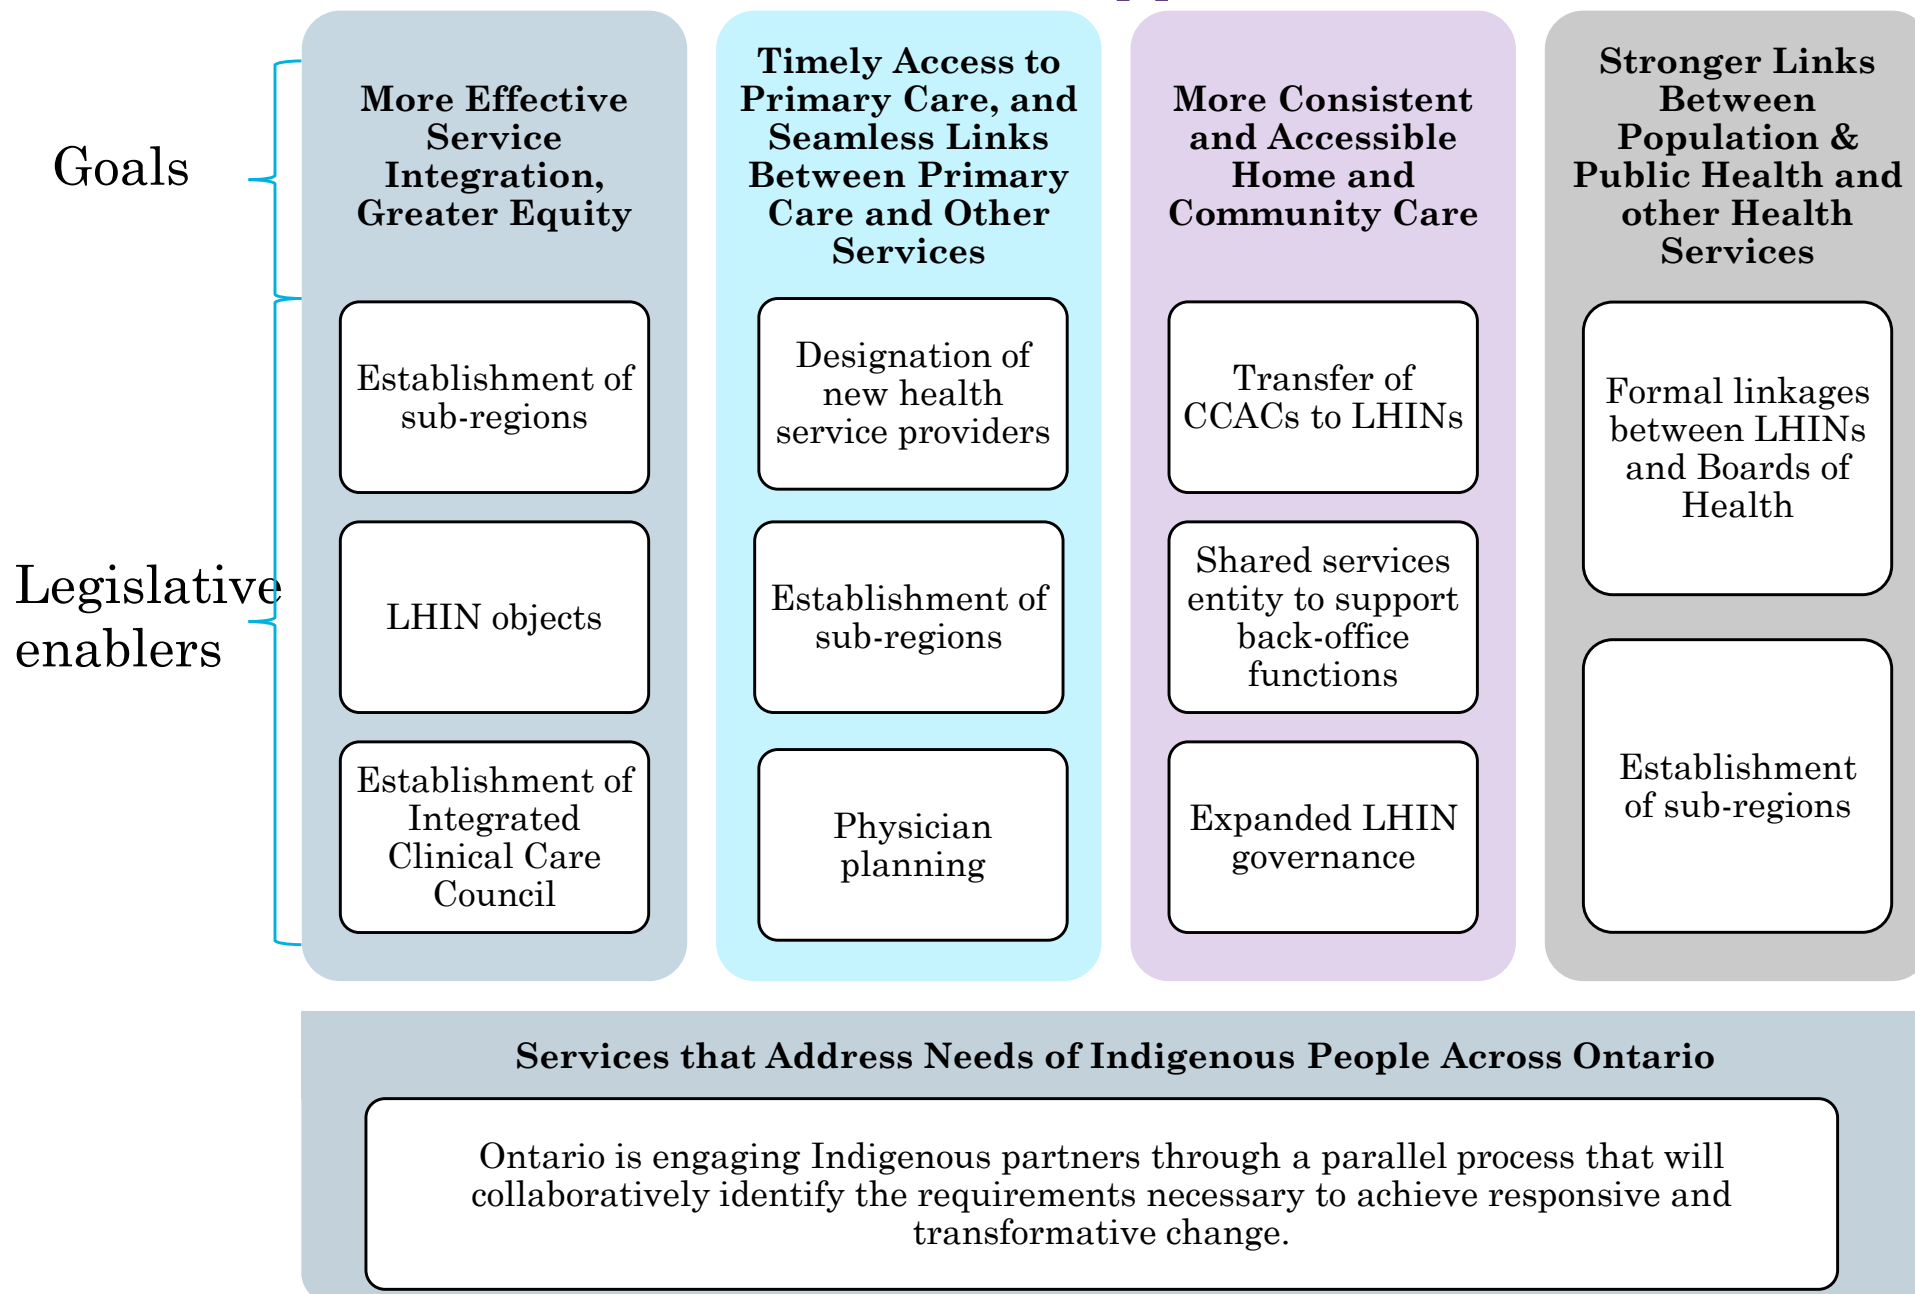 Goals
More Effective
Service
Integration,
Greater Equity
Timely Access to
Primary Care, and
Seamless Links
Between Primary
Care and Other
Services
More Consistent
and Accessible
Home and
Community Care
Stronger Links
Between
Population &
Public Health and
other Health
Services
Legislative
enablers
Establishment of
sub-regions
LHIN objects
Establishment of
Integrated
Clinical Care
Council
Designation of
new health
service providers
Establishment of
sub-regions
Physician
planning
Transfer of
CCACs to LHINs
Shared services
entity to support
back-office
functions
Expanded LHIN
governance
Formal linkages
between LHINs
and Boards of
Health
Establishment
of sub-regions
Services that Address Needs of Indigenous People Across Ontario
Ontario is engaging Indigenous partners through a parallel process that will
collaboratively identify the requirements necessary to achieve responsive and
transformative change.